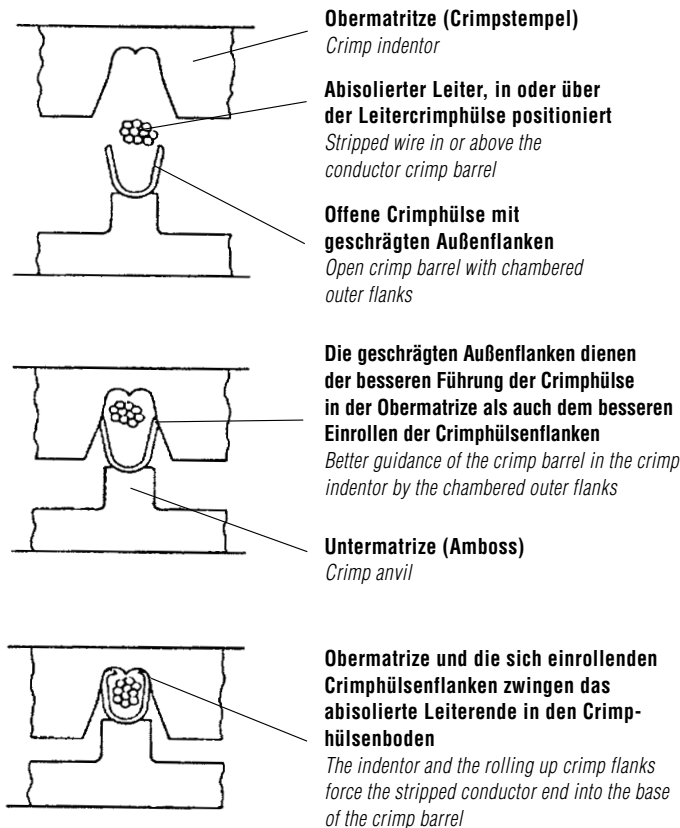 Obermatritze (Crimpstempel)
Crimp indentor
Abisolierter Leiter, in oder über
der Leitercrimphülse positioniert
Stripped wire in or above the
conductor crimp barrel
Offene Crimphülse mit
geschrägten Außenflanken
Open crimp barrel with chambered
outer flanks
Die geschrägten Außenflanken dienen
der besseren Führung der Crimphülse
in der Obermatrize als auch dem besseren
Einrollen der Crimphülsenflanken
Better guidance of the crimp barrel in the crimp
indentor by the chambered outer flanks
Untermatrize (Amboss)
Crimp anvil
Obermatrize und die sich einrollenden
Crimphülsenflanken zwingen das
abisolierte Leiterende in den Crimp-
hülsenboden
The indentor and the rolling up crimp flanks
force the stripped conductor end into the base
of the crimp barrel